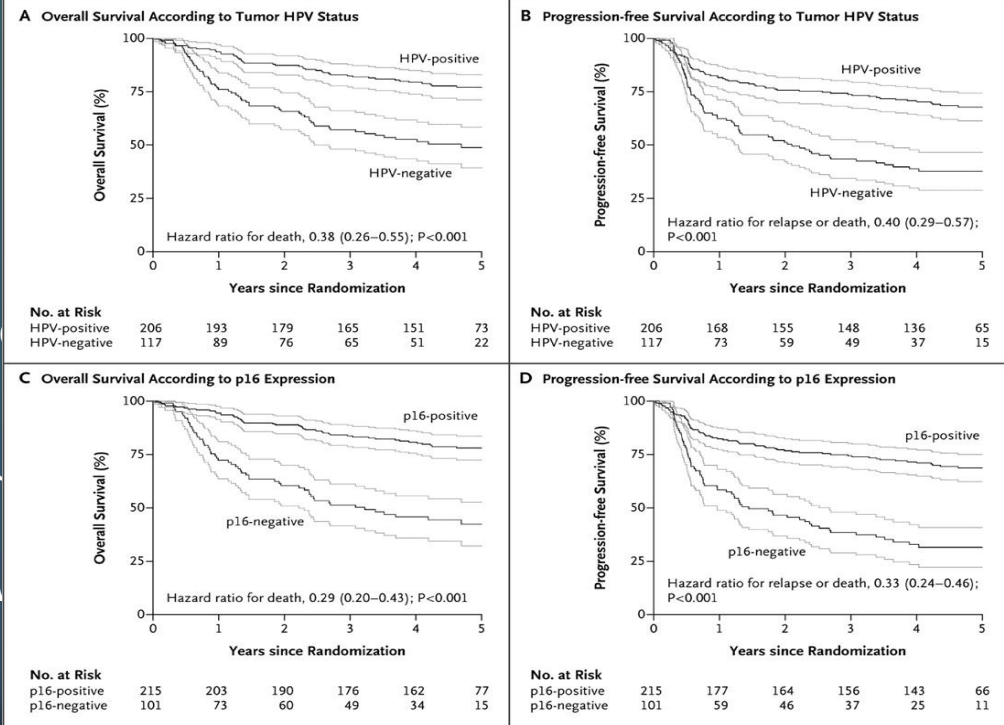 A Overall Survival According to Tumor HPV Status
100
75
50
25
0
Overall Survival (%)
HPV-positive
HPV-negative
Hazard ratio for death, 0.38 (0.26–0.55); P<0.001
0 1 2 3 4 5
Years since Randomization
No. at Risk
HPV-positive 206 193 179 165 151 73
HPV-negative 117 89 76 65 51 22
B Progression-free Survival According to Tumor HPV Status
100
75
50
25
0
Progression-free Survival (%)
HPV-positive
HPV-negative
Hazard ratio for relapse or death, 0.40 (0.29–0.57);
P<0.001
0 1 2 3 4 5
Years since Randomization
No. at Risk
HPV-positive 206 168 155 148 136 65
HPV-negative 117 73 59 49 37 15
C Overall Survival According to p16 Expression
100
75
50
25
0
Overall Survival (%)
p16-positive
p16-negative
Hazard ratio for death, 0.29 (0.20–0.43); P<0.001
0 1 2 3 4 5
Years since Randomization
No. at Risk
p16-positive 215 203 190 176 162 77
p16-negative 101 73 60 49 34 15
D Progression-free Survival According to p16 Expression
100
75
50
25
0
Progression-free Survival (%)
p16-positive
p16-negative
Hazard ratio for relapse or death, 0.33 (0.24–0.46);
P<0.001
0 1 2 3 4 5
Years since Randomization
No. at Risk
p16-positive 215 177 164 156 143 66
p16-negative 101 59 46 37 25 11